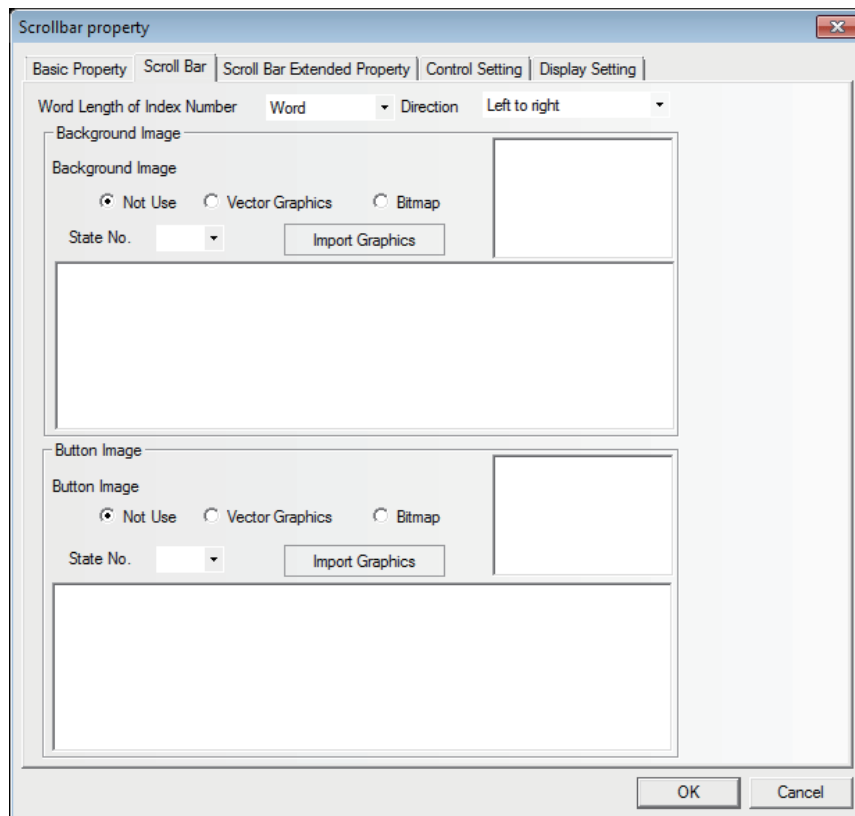 Scrollbar property
Basic Property Scroll Bar Scroll Bar Extended Property Control Setting Display Setting
Word Length of Index Number Word Direction Left to right
Background Image
Background Image
Not Use Vector Graphics Bitmap
State No. Import Graphics
Button Image
Button Image
Not Use Vector Graphics Bitmap
State No. Import Graphics
OK Cancel